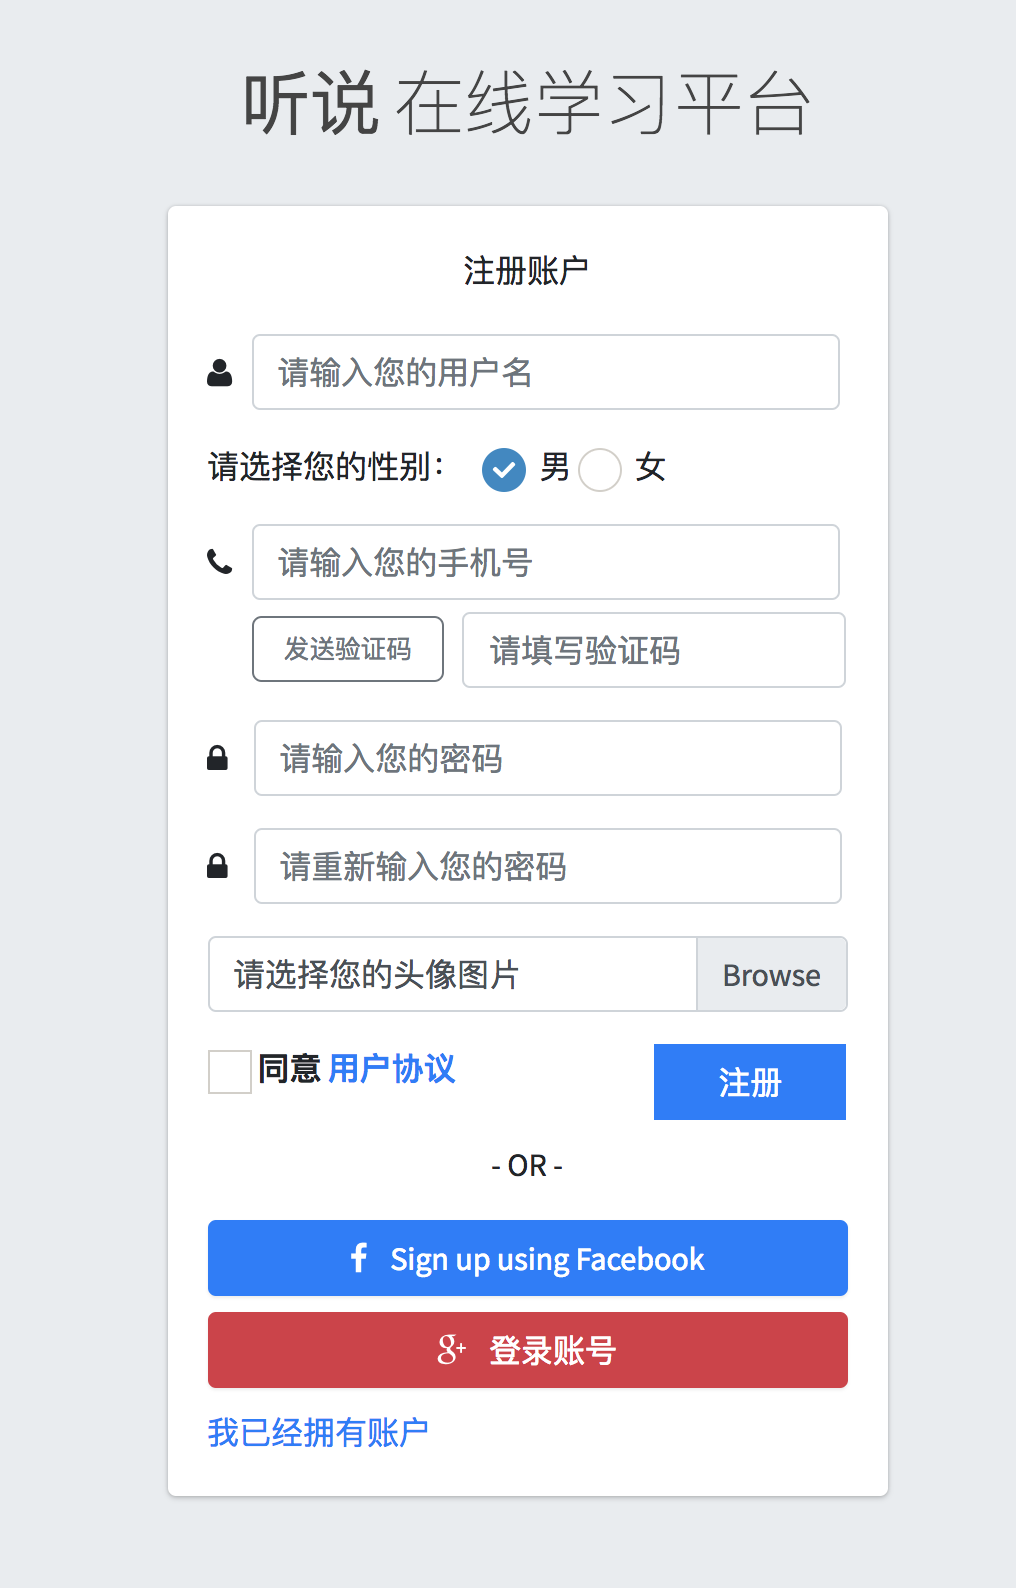 听说 在线学习平台
注册账户
请输入您的用户名
请选择您的性别： 男 女
请输入您的手机号
发送验证码 请填写验证码
请输入您的密码
请重新输入您的密码
请选择您的头像图片 Browse
同意 用户协议 注册
- OR -
f Sign up using Facebook
g+ 登录账号
我已经拥有账户